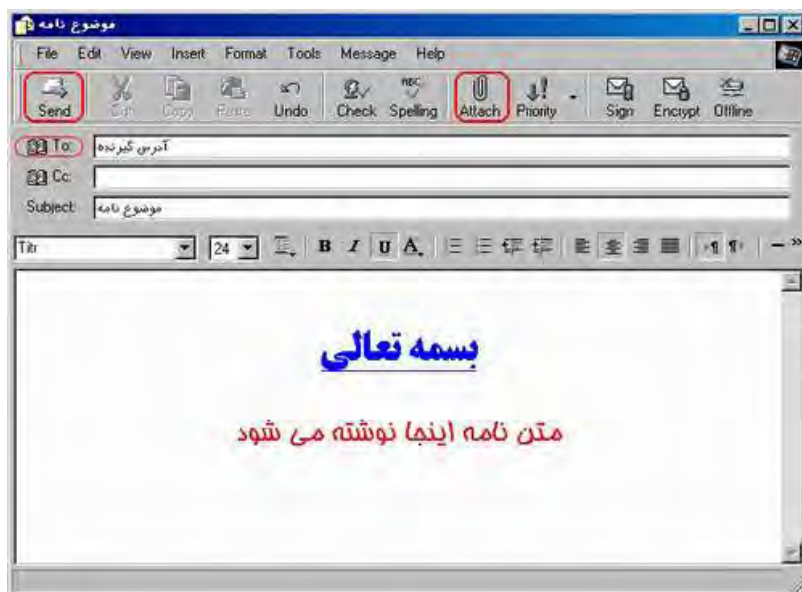 موضوع نامه
File Edit View Insert Format Tools Message Help
Send Cut Copy Paste Undo Check Spelling Attach Priority Sign Encrypt Offline
To: آدرس گیرنده
Cc:
Subject: موضوع نامه
Titr 24 B I U A
بسمه تعالی
متن نامه اینجا نوشته می شود